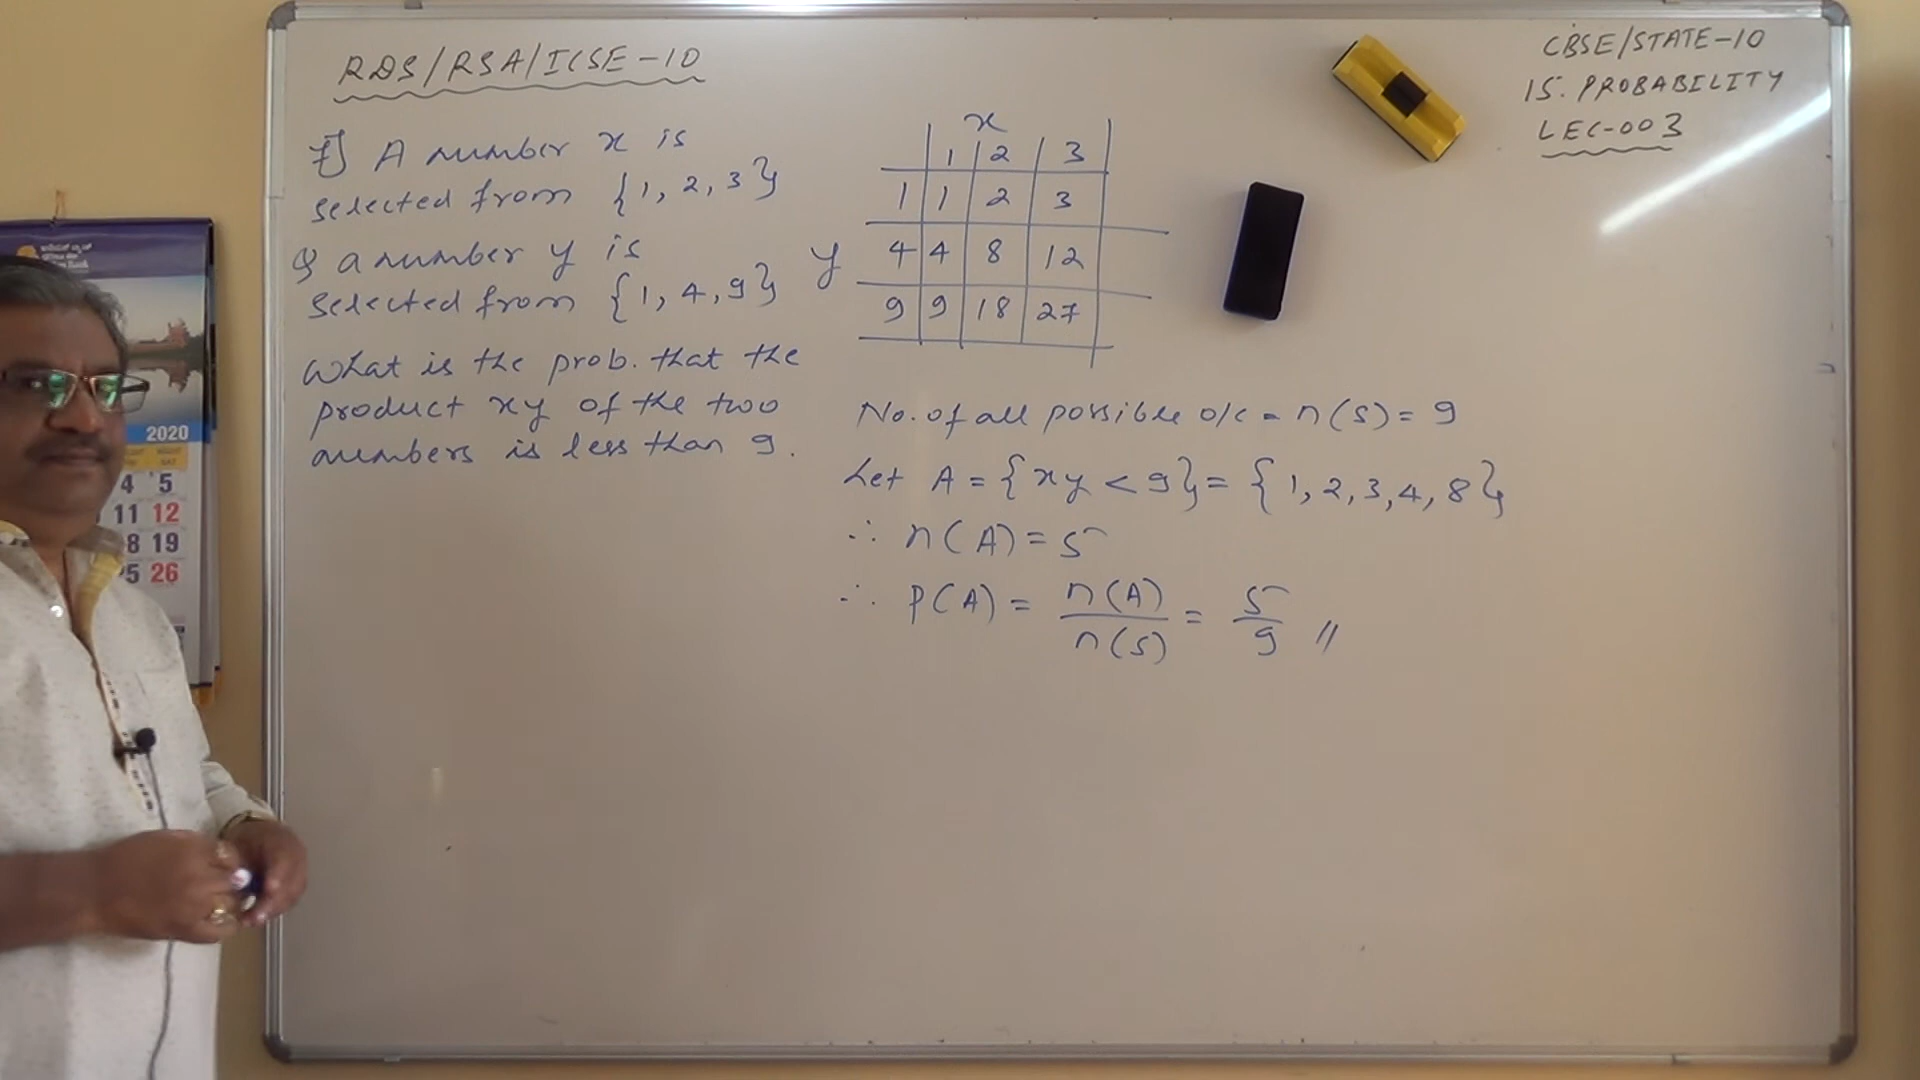 RDS/RSA/ICSE-10
CBSE/STATE-10
15. PROBABILITY
LEC-003
7] A number x is
selected from {1, 2, 3}
& a number y is
selected from {1, 4, 9}
What is the prob. that the
product xy of the two
numbers is less than 9.
x
1 2 3
1 1 2 3
y 4 4 8 12
9 9 18 27
No. of all possible o/c = n(S) = 9
Let A = {xy < 9} = {1, 2, 3, 4, 8}
∴ n(A) = 5
∴ P(A) = n(A)/n(S) = 5/9 //
2020
4 5
11 12
8 19
5 26